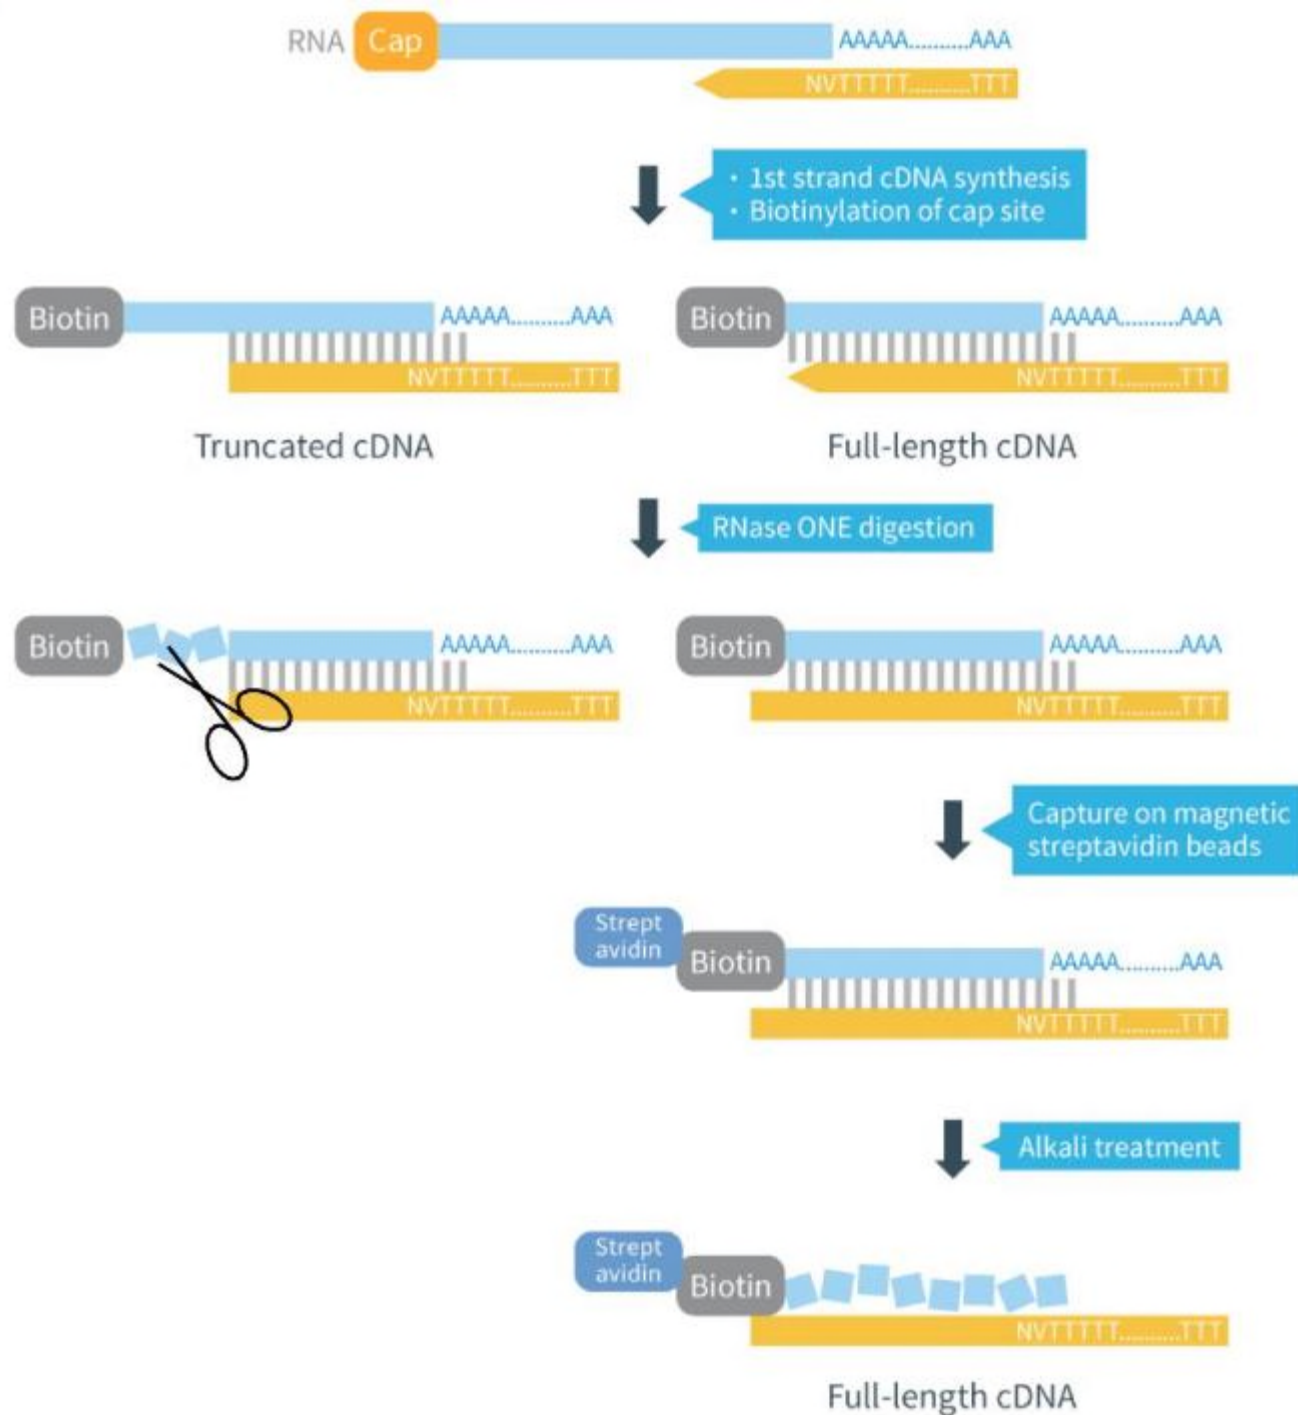 RNA Cap AAAAA..........AAA
NVTTTTT..........TTT
· 1st strand cDNA synthesis
· Biotinylation of cap site
Biotin AAAAA..........AAA
NVTTTTT..........TTT
Truncated cDNA
Biotin AAAAA..........AAA
NVTTTTT..........TTT
Full-length cDNA
RNase ONE digestion
Biotin AAAAA..........AAA
NVTTTTT..........TTT
Biotin AAAAA..........AAA
NVTTTTT..........TTT
Capture on magnetic
streptavidin beads
Strept
avidin
Biotin AAAAA..........AAA
NVTTTTT..........TTT
Alkali treatment
Strept
avidin
Biotin
NVTTTTT..........TTT
Full-length cDNA